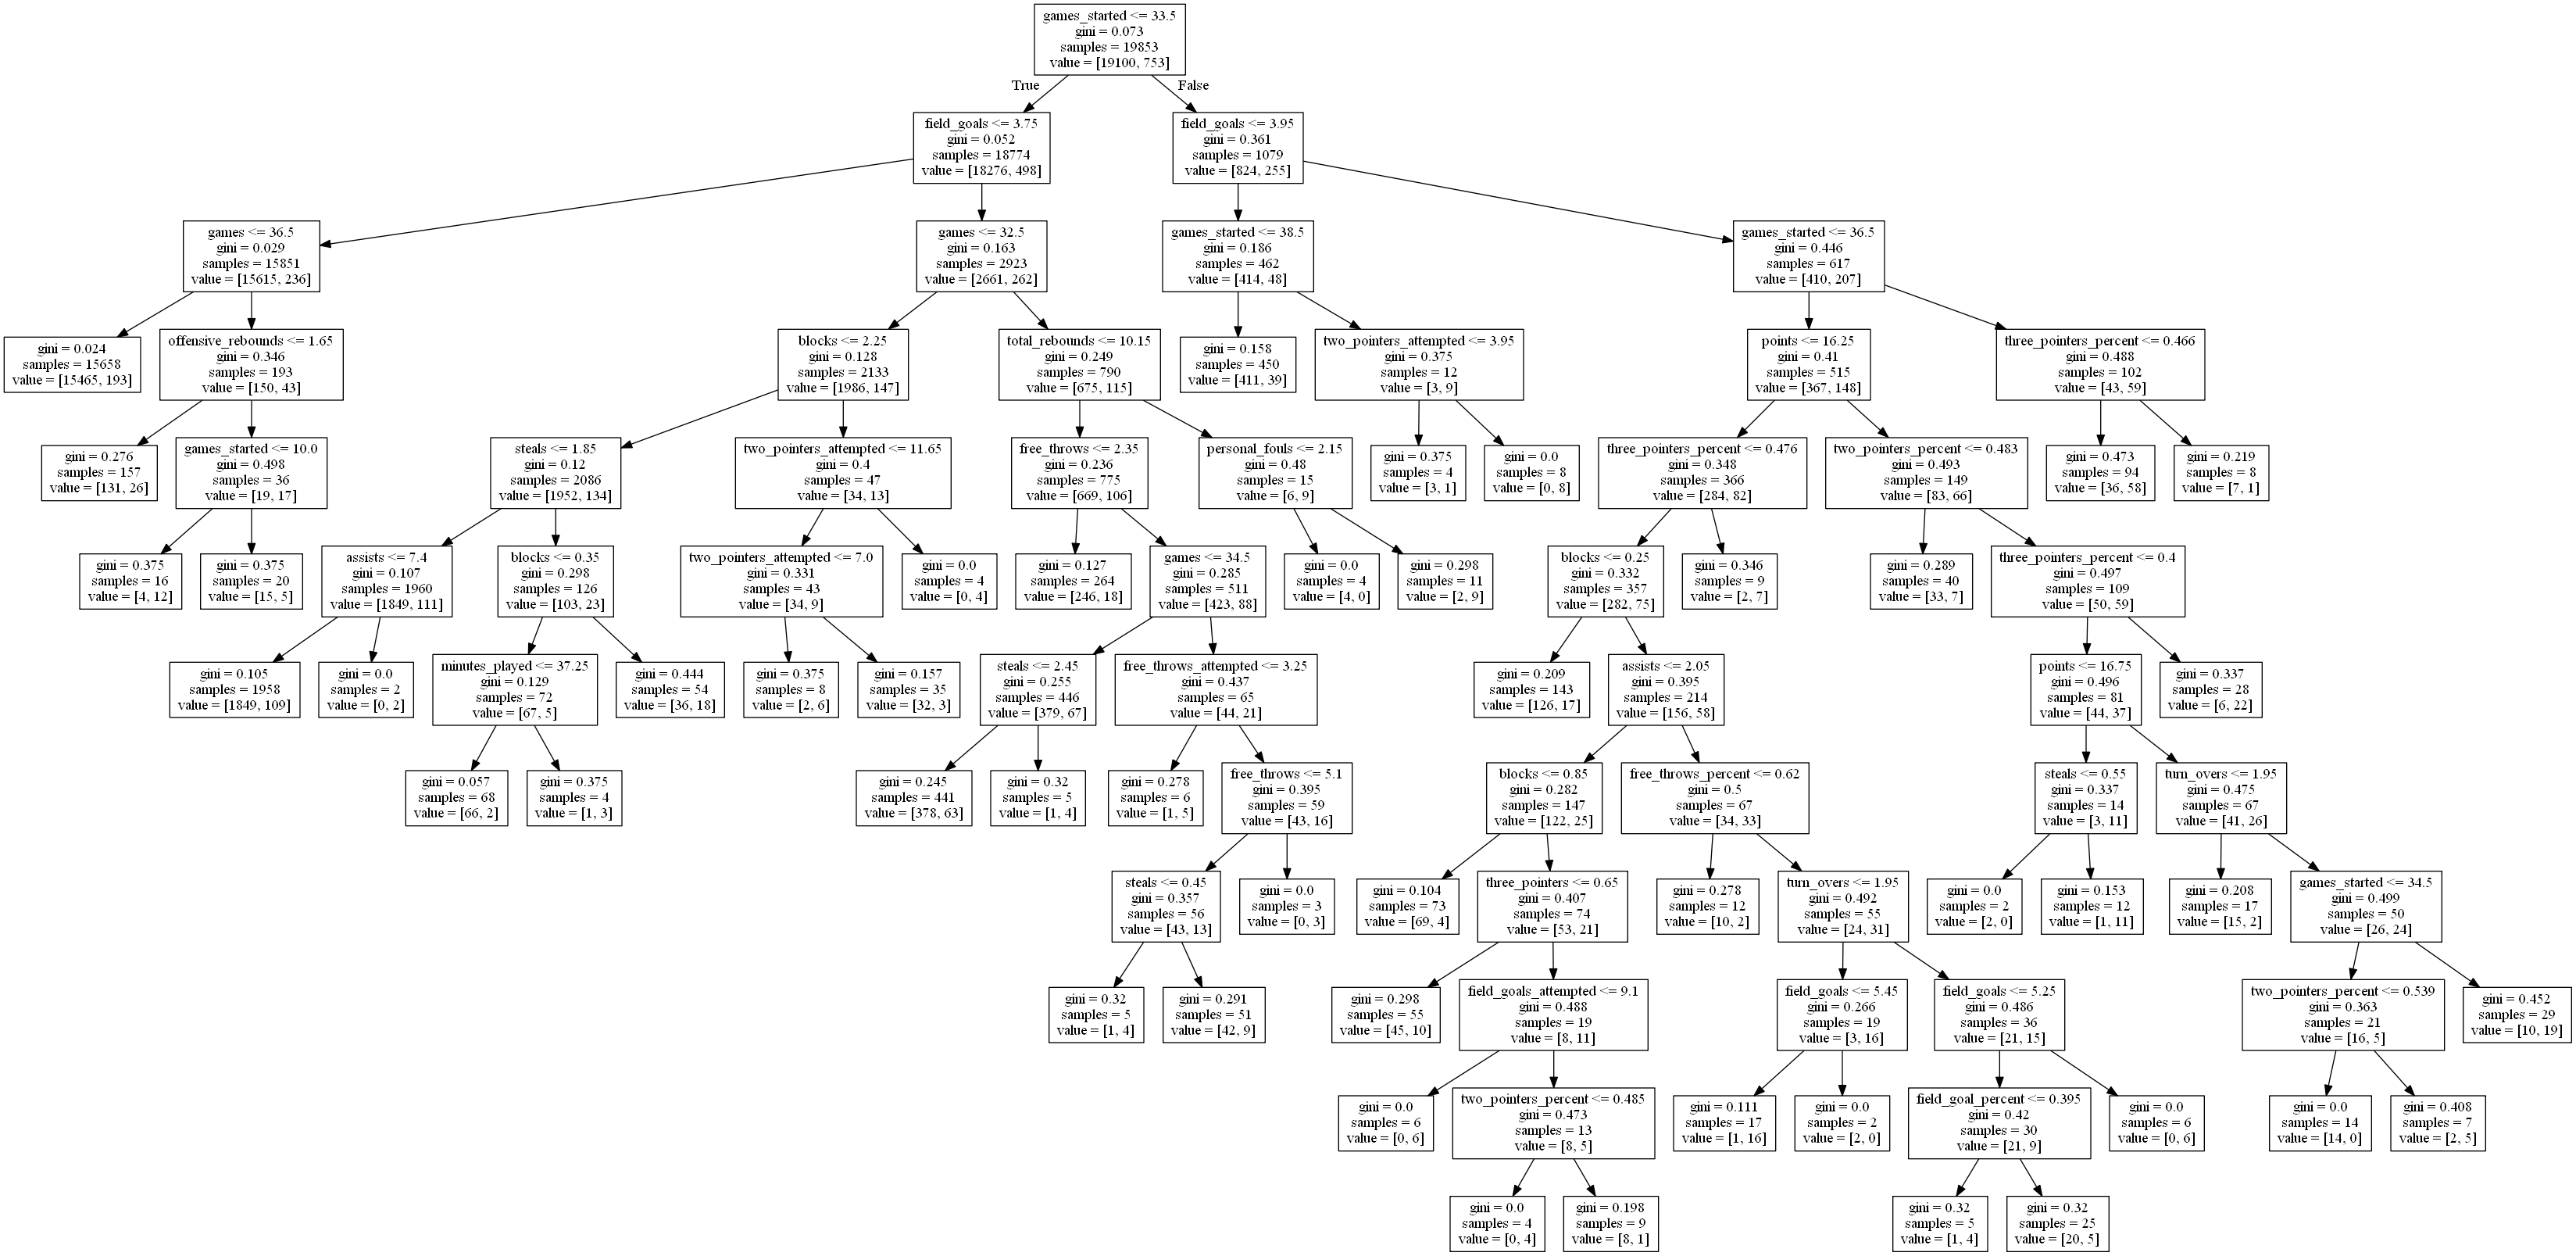 games_started <= 33.5
gini = 0.073
samples = 19853
value = [19100, 753]
True
False
field_goals <= 3.75
gini = 0.052
samples = 18774
value = [18276, 498]
field_goals <= 3.95
gini = 0.361
samples = 1079
value = [824, 255]
games <= 36.5
gini = 0.029
samples = 15851
value = [15615, 236]
games <= 32.5
gini = 0.163
samples = 2923
value = [2661, 262]
games_started <= 38.5
gini = 0.186
samples = 462
value = [414, 48]
games_started <= 36.5
gini = 0.446
samples = 617
value = [410, 207]
gini = 0.024
samples = 15658
value = [15465, 193]
offensive_rebounds <= 1.65
gini = 0.346
samples = 193
value = [150, 43]
blocks <= 2.25
gini = 0.128
samples = 2133
value = [1986, 147]
total_rebounds <= 10.15
gini = 0.249
samples = 790
value = [675, 115]
gini = 0.158
samples = 450
value = [411, 39]
two_pointers_attempted <= 3.95
gini = 0.375
samples = 12
value = [3, 9]
points <= 16.25
gini = 0.41
samples = 515
value = [367, 148]
three_pointers_percent <= 0.466
gini = 0.488
samples = 102
value = [43, 59]
gini = 0.276
samples = 157
value = [131, 26]
games_started <= 10.0
gini = 0.498
samples = 36
value = [19, 17]
steals <= 1.85
gini = 0.12
samples = 2086
value = [1952, 134]
two_pointers_attempted <= 11.65
gini = 0.4
samples = 47
value = [34, 13]
free_throws <= 2.35
gini = 0.236
samples = 775
value = [669, 106]
personal_fouls <= 2.15
gini = 0.48
samples = 15
value = [6, 9]
gini = 0.375
samples = 4
value = [3, 1]
gini = 0.0
samples = 8
value = [0, 8]
three_pointers_percent <= 0.476
gini = 0.348
samples = 366
value = [284, 82]
two_pointers_percent <= 0.483
gini = 0.493
samples = 149
value = [83, 66]
gini = 0.473
samples = 94
value = [36, 58]
gini = 0.219
samples = 8
value = [7, 1]
gini = 0.375
samples = 16
value = [4, 12]
gini = 0.375
samples = 20
value = [15, 5]
assists <= 7.4
gini = 0.107
samples = 1960
value = [1849, 111]
blocks <= 0.35
gini = 0.298
samples = 126
value = [103, 23]
two_pointers_attempted <= 7.0
gini = 0.331
samples = 43
value = [34, 9]
gini = 0.0
samples = 4
value = [0, 4]
gini = 0.127
samples = 264
value = [246, 18]
games <= 34.5
gini = 0.285
samples = 511
value = [423, 88]
gini = 0.0
samples = 4
value = [4, 0]
gini = 0.298
samples = 11
value = [2, 9]
blocks <= 0.25
gini = 0.332
samples = 357
value = [282, 75]
gini = 0.346
samples = 9
value = [2, 7]
gini = 0.289
samples = 40
value = [33, 7]
three_pointers_percent <= 0.4
gini = 0.497
samples = 109
value = [50, 59]
gini = 0.105
samples = 1958
value = [1849, 109]
gini = 0.0
samples = 2
value = [0, 2]
minutes_played <= 37.25
gini = 0.129
samples = 72
value = [67, 5]
gini = 0.444
samples = 54
value = [36, 18]
gini = 0.375
samples = 8
value = [2, 6]
gini = 0.157
samples = 35
value = [32, 3]
steals <= 2.45
gini = 0.255
samples = 446
value = [379, 67]
free_throws_attempted <= 3.25
gini = 0.437
samples = 65
value = [44, 21]
gini = 0.209
samples = 143
value = [126, 17]
assists <= 2.05
gini = 0.395
samples = 214
value = [156, 58]
points <= 16.75
gini = 0.496
samples = 81
value = [44, 37]
gini = 0.337
samples = 28
value = [6, 22]
gini = 0.057
samples = 68
value = [66, 2]
gini = 0.375
samples = 4
value = [1, 3]
gini = 0.245
samples = 441
value = [378, 63]
gini = 0.32
samples = 5
value = [1, 4]
gini = 0.278
samples = 6
value = [1, 5]
free_throws <= 5.1
gini = 0.395
samples = 59
value = [43, 16]
blocks <= 0.85
gini = 0.282
samples = 147
value = [122, 25]
free_throws_percent <= 0.62
gini = 0.5
samples = 67
value = [34, 33]
steals <= 0.55
gini = 0.337
samples = 14
value = [3, 11]
turn_overs <= 1.95
gini = 0.475
samples = 67
value = [41, 26]
steals <= 0.45
gini = 0.357
samples = 56
value = [43, 13]
gini = 0.0
samples = 3
value = [0, 3]
gini = 0.104
samples = 73
value = [69, 4]
three_pointers <= 0.65
gini = 0.407
samples = 74
value = [53, 21]
gini = 0.278
samples = 12
value = [10, 2]
turn_overs <= 1.95
gini = 0.492
samples = 55
value = [24, 31]
gini = 0.0
samples = 2
value = [2, 0]
gini = 0.153
samples = 12
value = [1, 11]
gini = 0.208
samples = 17
value = [15, 2]
games_started <= 34.5
gini = 0.499
samples = 50
value = [26, 24]
gini = 0.32
samples = 5
value = [1, 4]
gini = 0.291
samples = 51
value = [42, 9]
gini = 0.298
samples = 55
value = [45, 10]
field_goals_attempted <= 9.1
gini = 0.488
samples = 19
value = [8, 11]
field_goals <= 5.45
gini = 0.266
samples = 19
value = [3, 16]
field_goals <= 5.25
gini = 0.486
samples = 36
value = [21, 15]
two_pointers_percent <= 0.539
gini = 0.363
samples = 21
value = [16, 5]
gini = 0.452
samples = 29
value = [10, 19]
gini = 0.0
samples = 6
value = [0, 6]
two_pointers_percent <= 0.485
gini = 0.473
samples = 13
value = [8, 5]
gini = 0.111
samples = 17
value = [1, 16]
gini = 0.0
samples = 2
value = [2, 0]
field_goal_percent <= 0.395
gini = 0.42
samples = 30
value = [21, 9]
gini = 0.0
samples = 6
value = [0, 6]
gini = 0.0
samples = 14
value = [14, 0]
gini = 0.408
samples = 7
value = [2, 5]
gini = 0.0
samples = 4
value = [0, 4]
gini = 0.198
samples = 9
value = [8, 1]
gini = 0.32
samples = 5
value = [1, 4]
gini = 0.32
samples = 25
value = [20, 5]